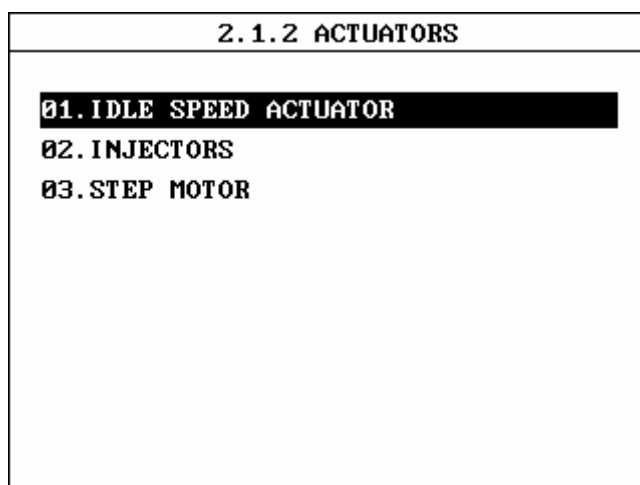 2.1.2 ACTUATORS
01.IDLE SPEED ACTUATOR
02.INJECTORS
03.STEP MOTOR